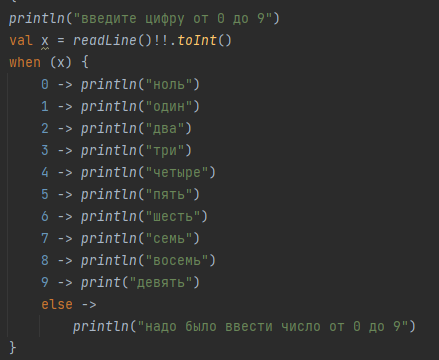 println("введите цифру от 0 до 9")
val x = readLine()!!.toInt()
when (x) {
0 -> println("ноль")
1 -> println("один")
2 -> println("два")
3 -> println("три")
4 -> println("четыре")
5 -> println("пять")
6 -> println("шесть")
7 -> println("семь")
8 -> println("восемь")
9 -> print("девять")
else ->
println("надо было ввести число от 0 до 9")
}